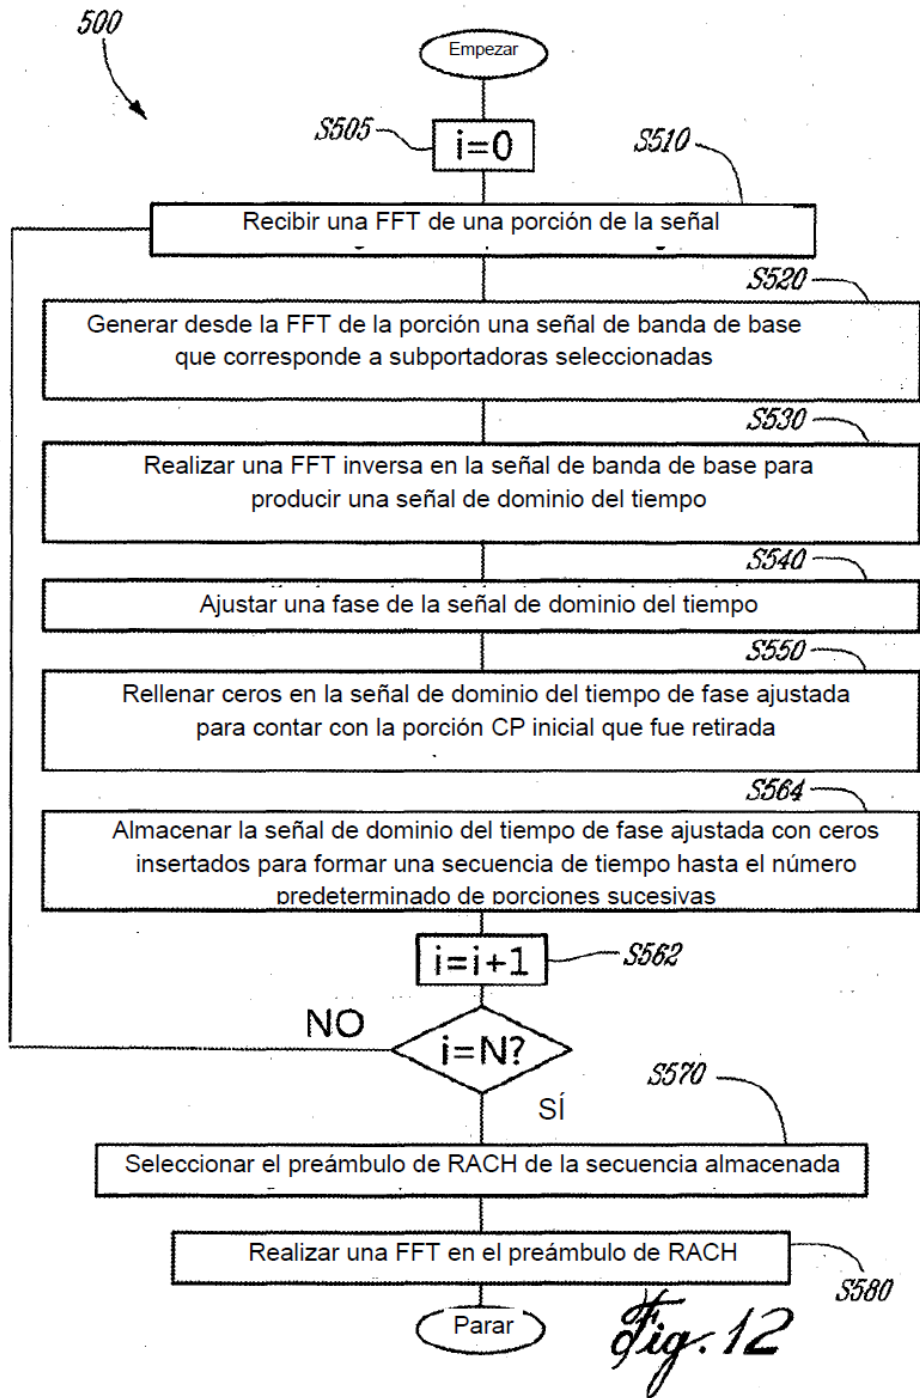 500
Empezar
S505
i=0
S510
Recibir una FFT de una porción de la señal
S520
Generar desde la FFT de la porción una señal de banda de base
que corresponde a subportadoras seleccionadas
S530
Realizar una FFT inversa en la señal de banda de base para
producir una señal de dominio del tiempo
S540
Ajustar una fase de la señal de dominio del tiempo
S550
Rellenar ceros en la señal de dominio del tiempo de fase ajustada
para contar con la porción CP inicial que fue retirada
S564
Almacenar la señal de dominio del tiempo de fase ajustada con ceros
insertados para formar una secuencia de tiempo hasta el número
predeterminado de porciones sucesivas
i=i+1
S562
NO
i=N?
SÍ
S570
Seleccionar el preámbulo de RACH de la secuencia almacenada
Realizar una FFT en el preámbulo de RACH
S580
Parar
Fig. 12